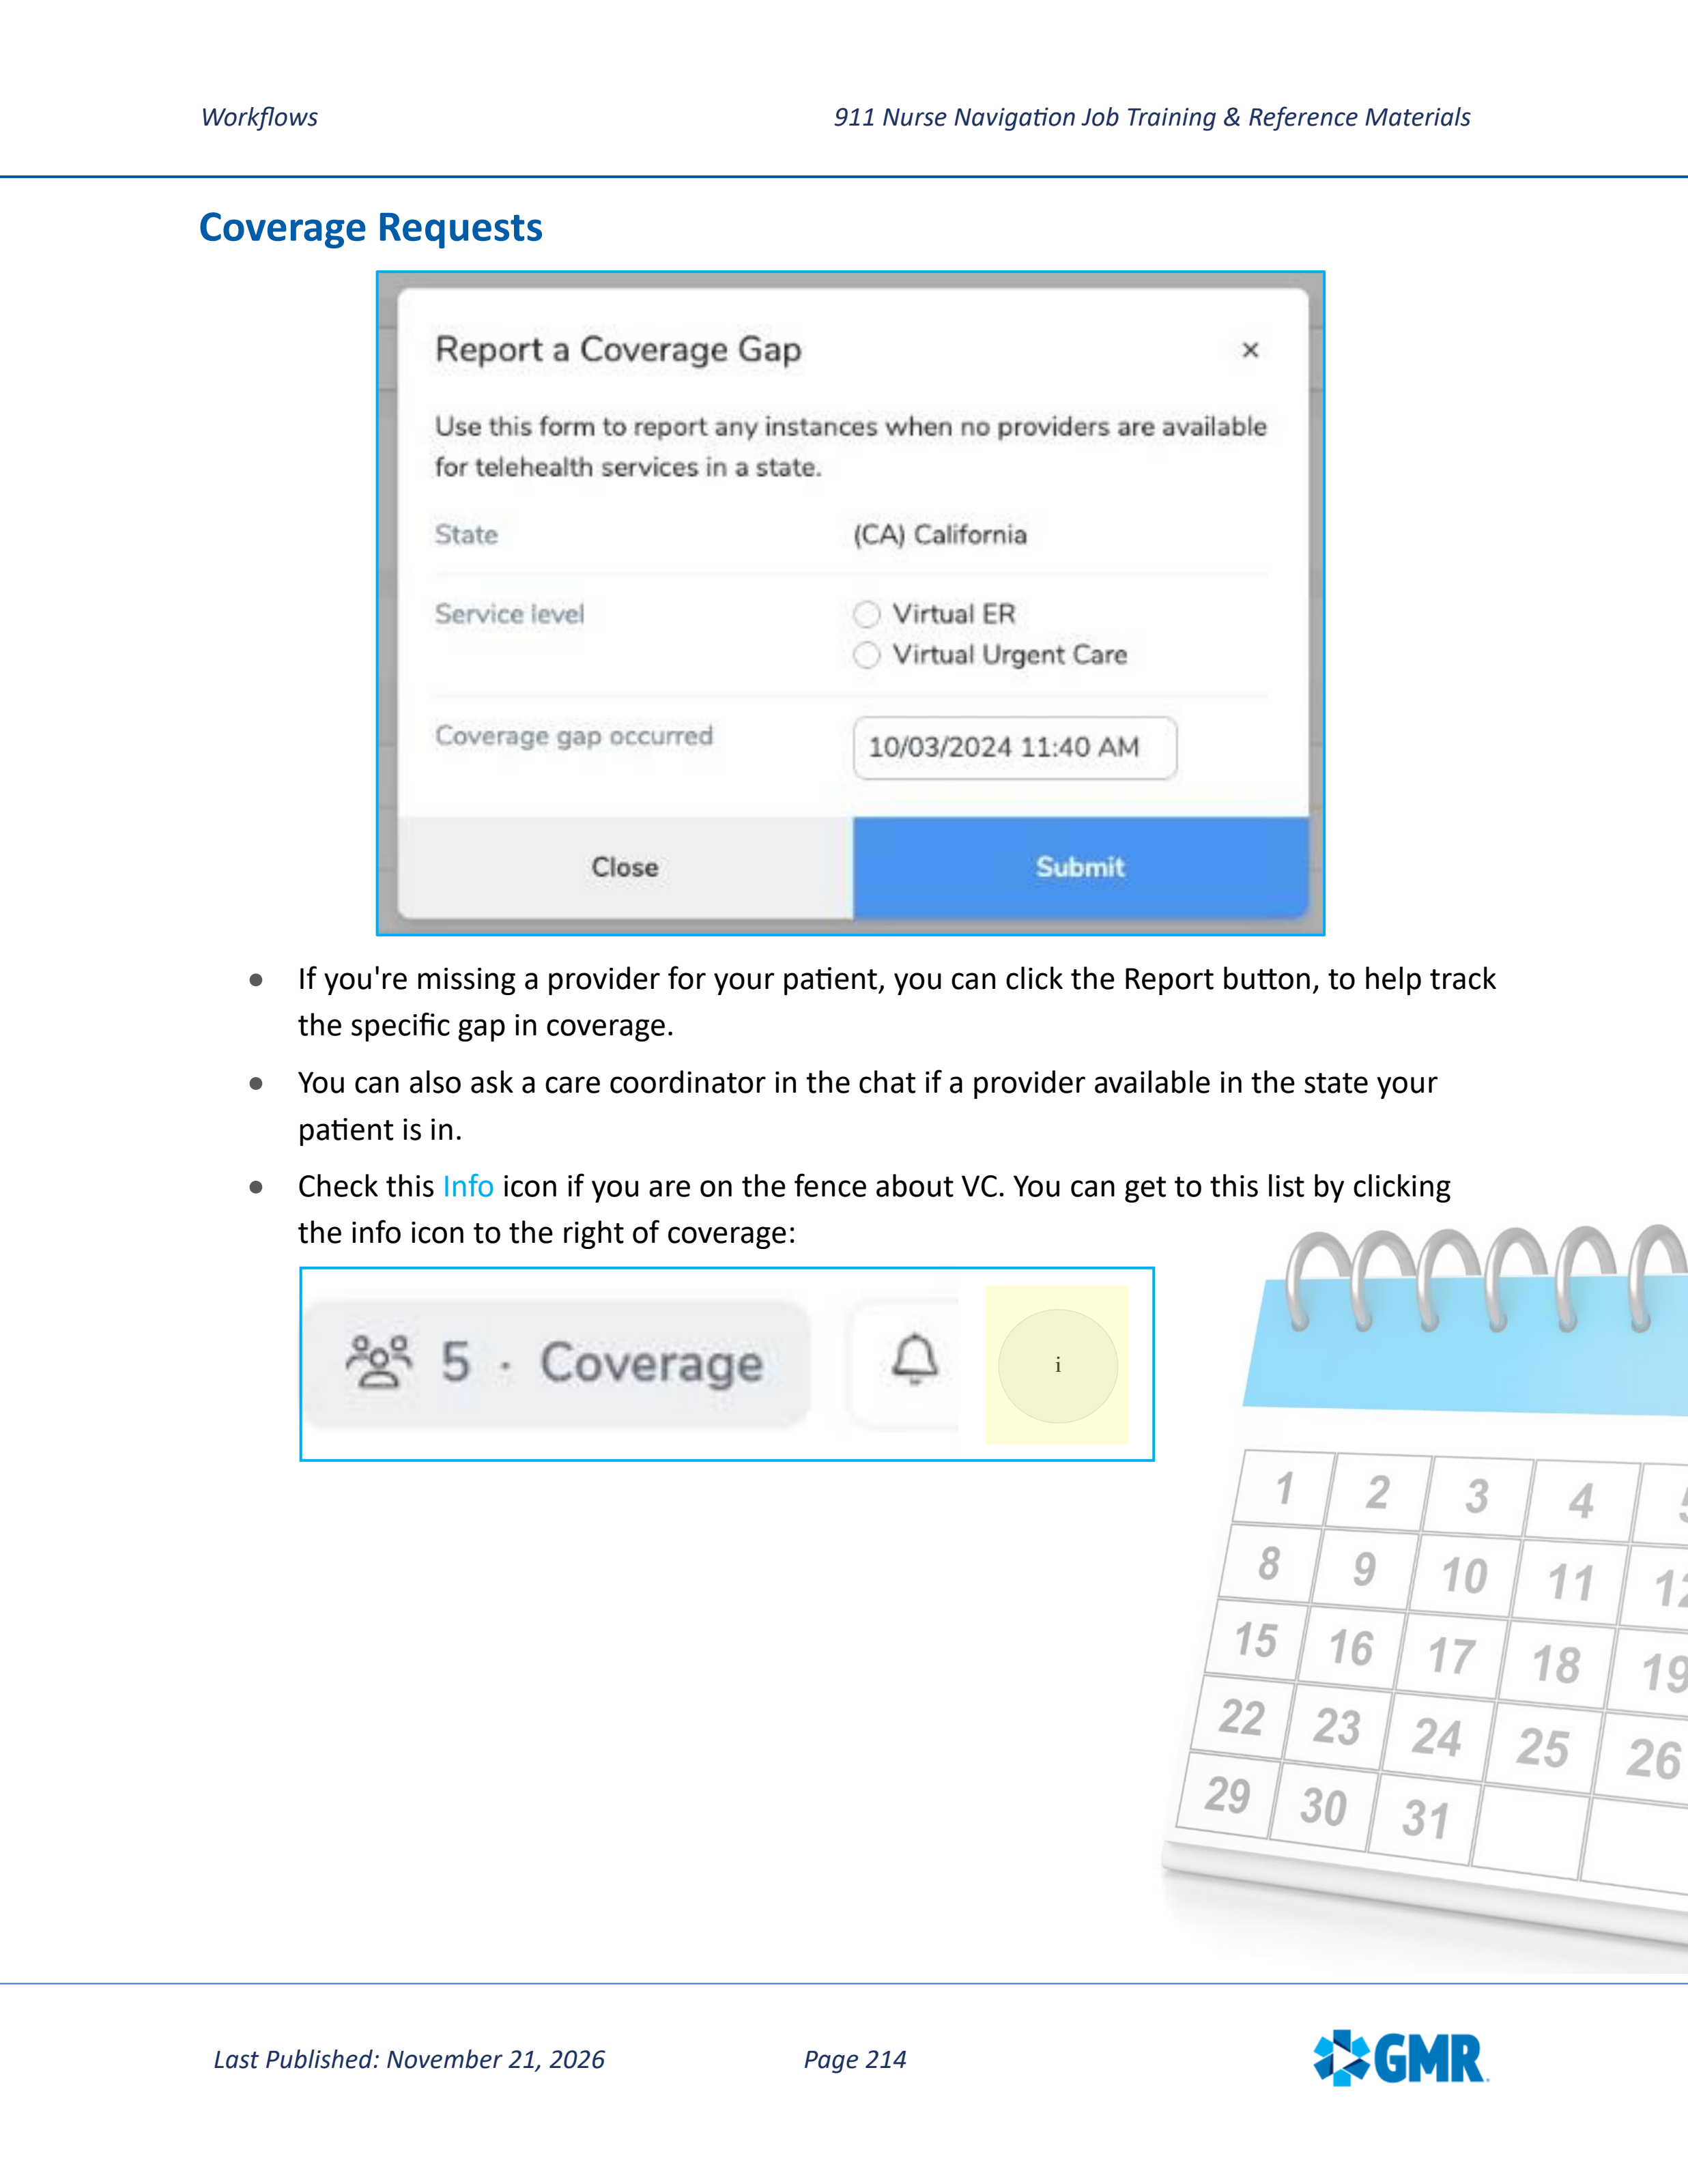 Workflows 911 Nurse Navigation Job Training & Reference Materials
Coverage Requests
Report a Coverage Gap ×
Use this form to report any instances when no providers are available
for telehealth services in a state.
State (CA) California
Service level Virtual ER
Virtual Urgent Care
Coverage gap occurred 10/03/2024 11:40 AM
Close Submit
● If you're missing a provider for your patient, you can click the Report button, to help track
the specific gap in coverage.
● You can also ask a care coordinator in the chat if a provider available in the state your
patient is in.
● Check this Info icon if you are on the fence about VC. You can get to this list by clicking
the info icon to the right of coverage:
5 · Coverage i
1 2 3 4 5
8 9 10 11 12
15 16 17 18 19
22 23 24 25 26
29 30 31
Last Published: November 21, 2026 Page 214 GMR